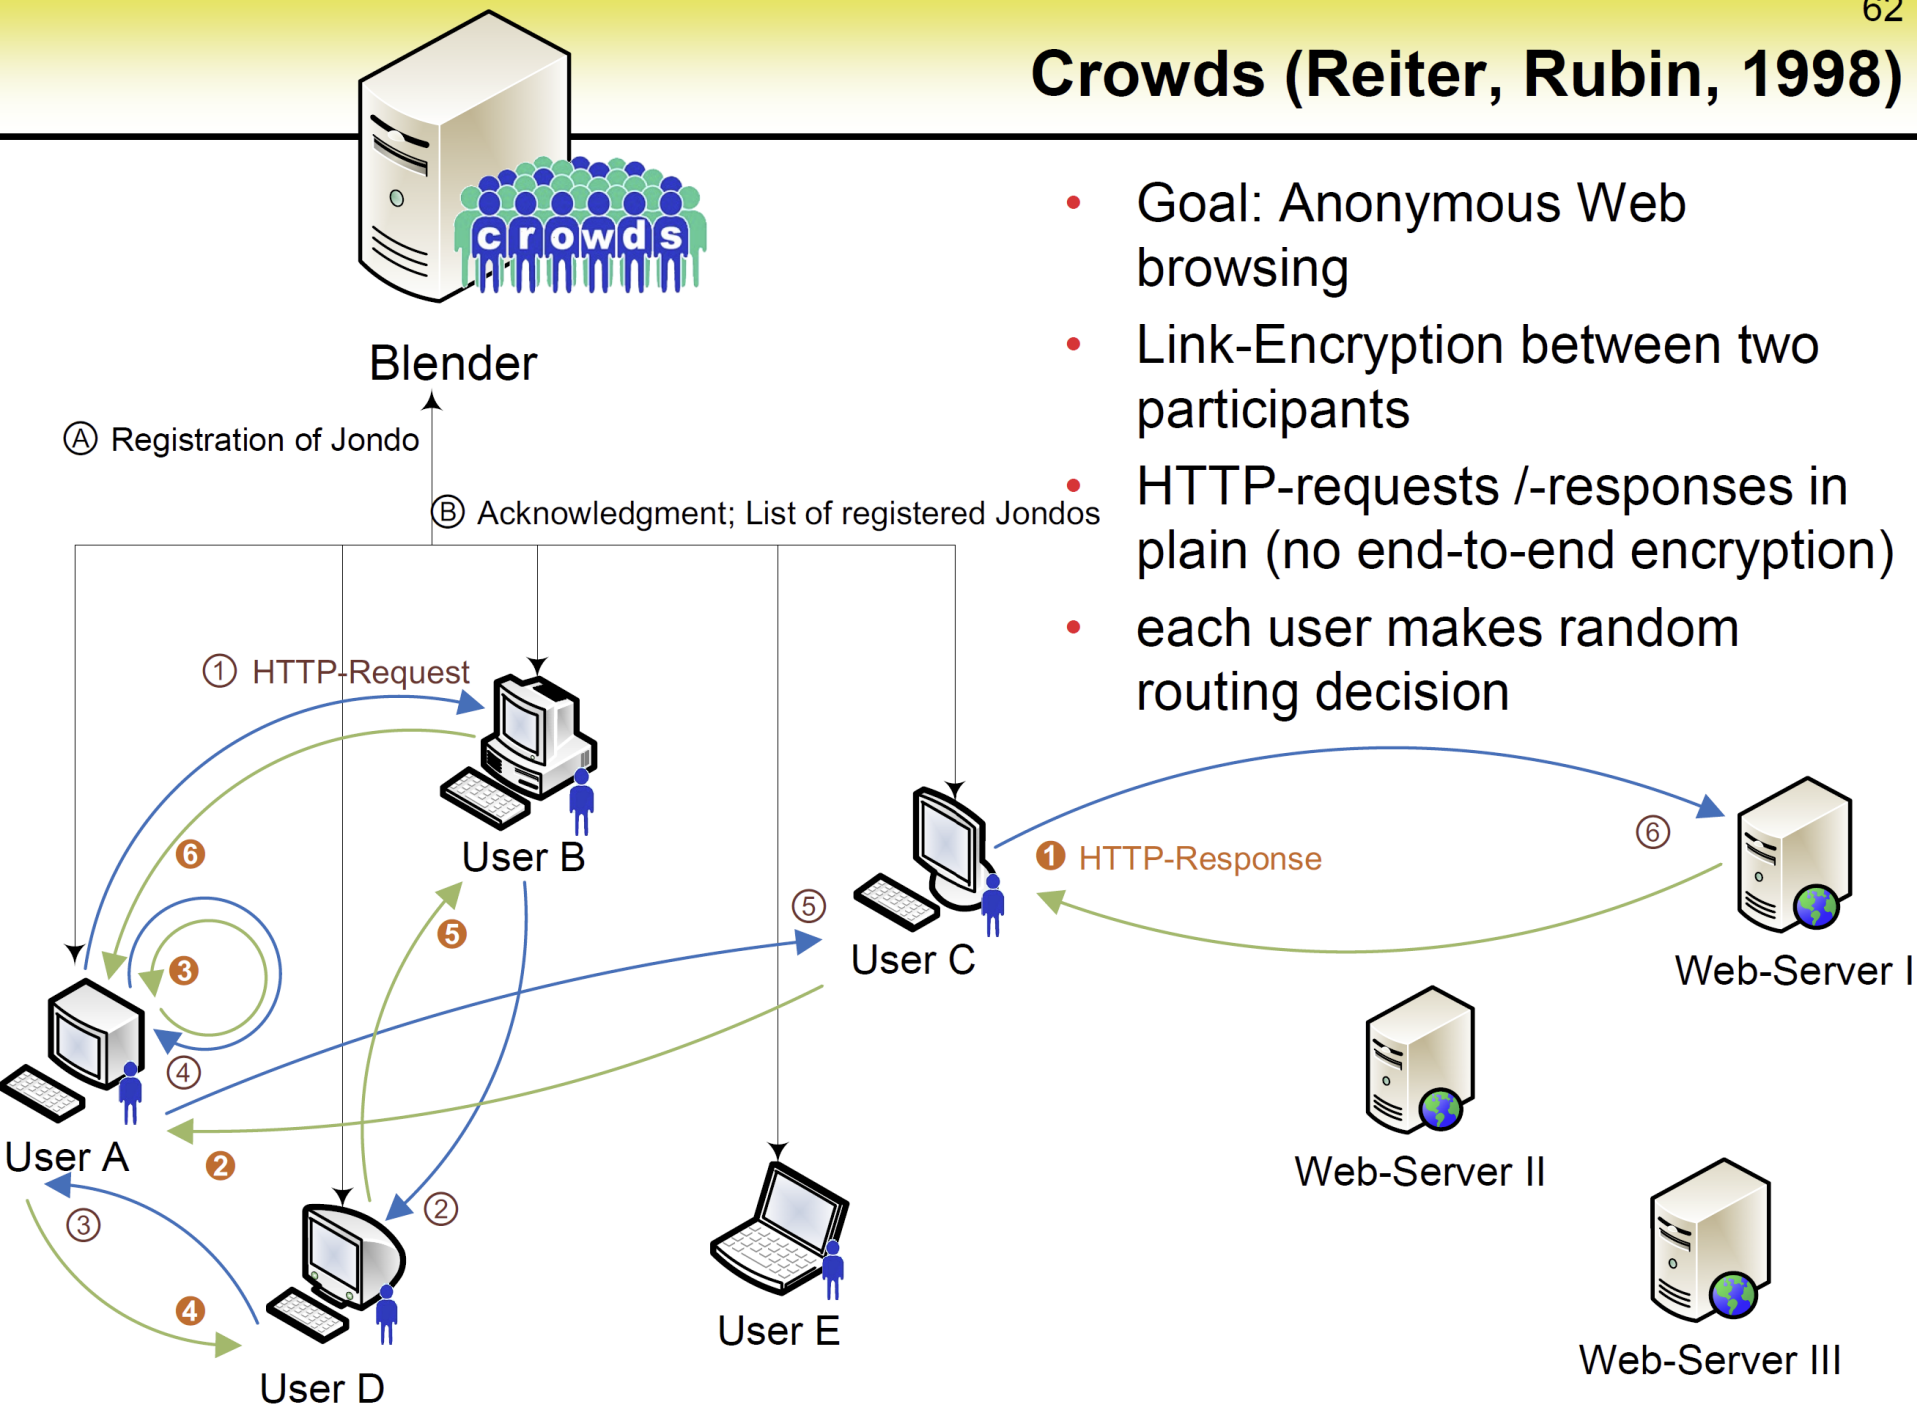 62
Crowds (Reiter, Rubin, 1998)
crowds
Blender
Ⓐ Registration of Jondo
Ⓑ Acknowledgment; List of registered Jondos
• Goal: Anonymous Web
browsing
• Link-Encryption between two
participants
• HTTP-requests /-responses in
plain (no end-to-end encryption)
• each user makes random
routing decision
① HTTP-Request
❻
User B
❺
❸
④
User A
❷
③
❹
②
User D
User E
⑤
User C
❶ HTTP-Response
⑥
Web-Server I
Web-Server II
Web-Server III